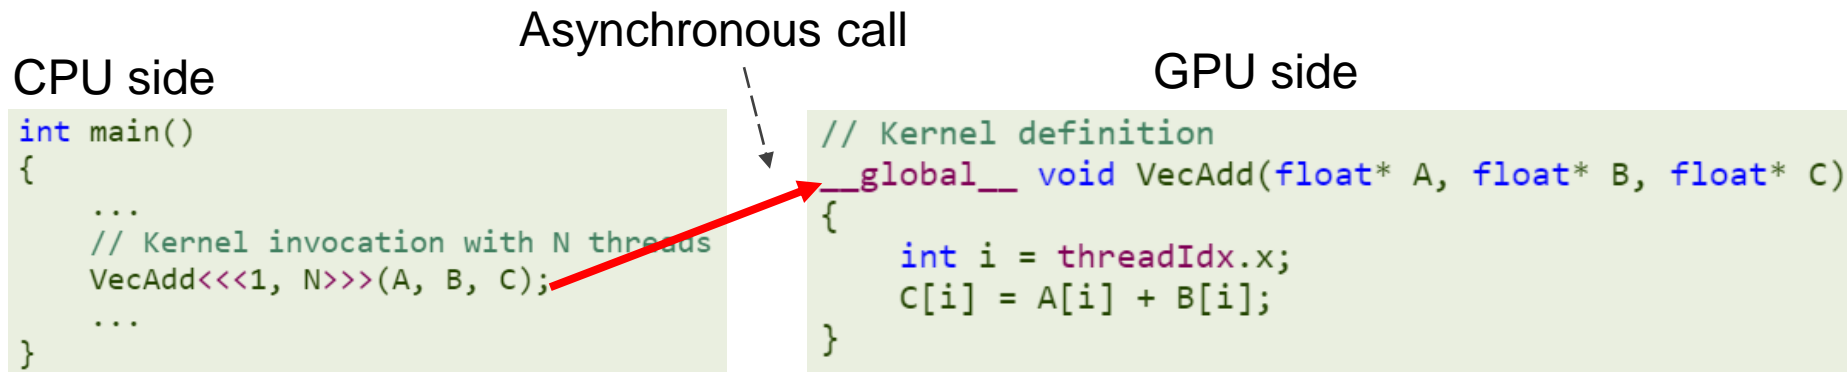 Asynchronous call
CPU side
GPU side
int main()
{
    ...
    // Kernel invocation with N threads
    VecAdd<<<1, N>>>(A, B, C);
    ...
}
// Kernel definition
__global__ void VecAdd(float* A, float* B, float* C)
{
    int i = threadIdx.x;
    C[i] = A[i] + B[i];
}